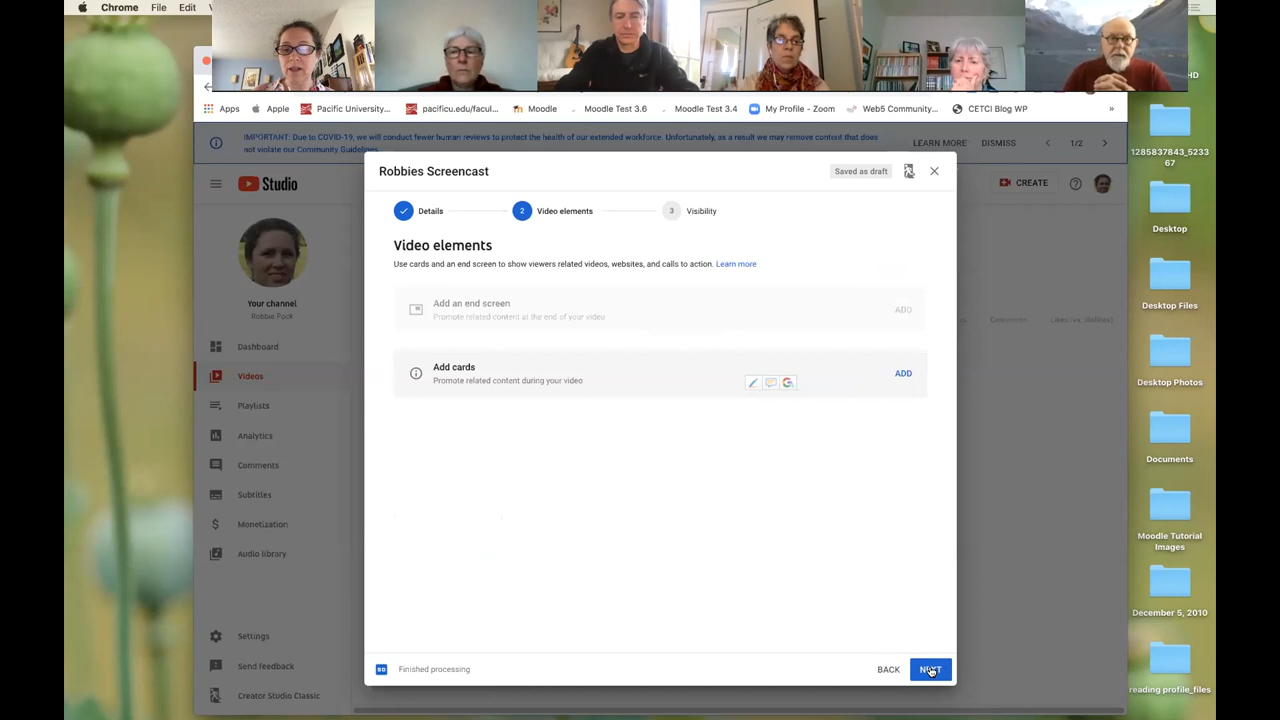 Chrome File Edit
HD
Apps Apple Pacific University... pacificu.edu/facul... Moodle Moodle Test 3.6 Moodle Test 3.4 My Profile - Zoom Web5 Community... CETCI Blog WP »
IMPORTANT: Due to COVID-19, we will conduct fewer human reviews to protect the health of our extended workforce. Unfortunately, as a result we may remove content that does
not violate our Community Guidelines.
LEARN MORE DISMISS 1/2
Studio
CREATE
Your channel
Robbie Pock
Dashboard
Videos
Playlists
Analytics
Comments
Subtitles
Monetization
Audio library
Settings
Send feedback
Creator Studio Classic
Robbies Screencast
Saved as draft
Details 2 Video elements 3 Visibility
Video elements
Use cards and an end screen to show viewers related videos, websites, and calls to action. Learn more
Add an end screen
Promote related content at the end of your video
ADD
Add cards
Promote related content during your video
ADD
Comments Likes (vs. dislikes)
SD Finished processing
BACK NEXT
1285837843_5233
67
Desktop
Desktop Files
Desktop Photos
Documents
Moodle Tutorial
Images
December 5, 2010
reading profile_files